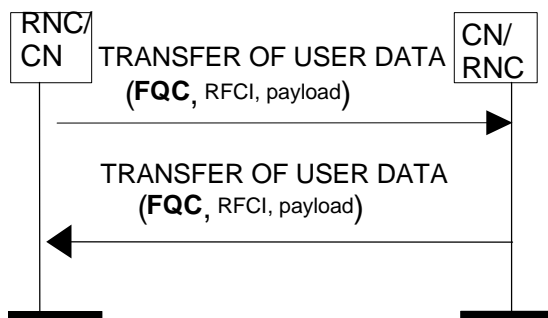 RNC/
CN
CN/
RNC
TRANSFER OF USER DATA
(FQC, RFCI, payload)
TRANSFER OF USER DATA
(FQC, RFCI, payload)